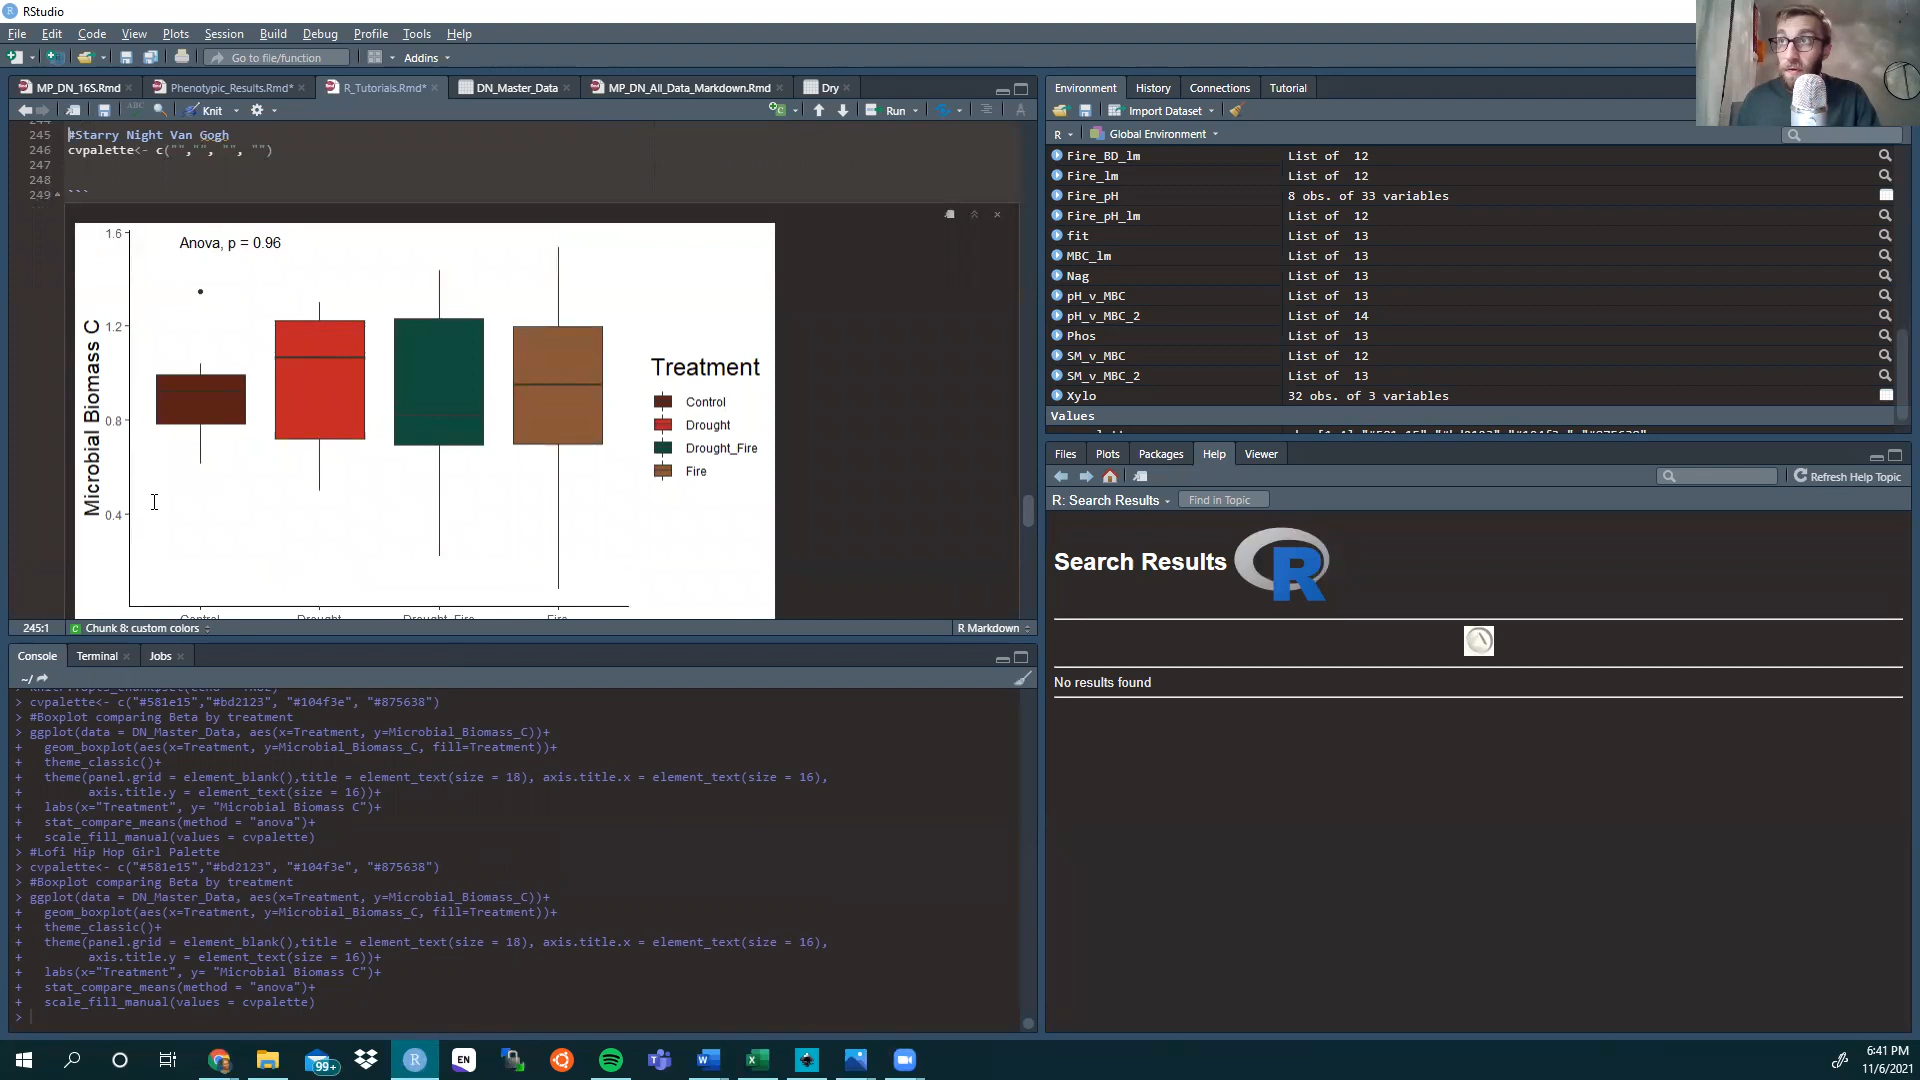 RStudio
File Edit Code View Plots Session Build Debug Profile Tools Help
Go to file/function Addins
MP_DN_16S.Rmd Phenotypic_Results.Rmd* R_Tutorials.Rmd* DN_Master_Data MP_DN_All_Data_Markdown.Rmd Dry
Knit Run
245 #Starry Night Van Gogh
246 cvpalette<- c("","", "", "")
247
248
249 ```
Anova, p = 0.96
1.6
1.2
0.8
0.4
Microbial Biomass C
Treatment
Control
Drought
Drought_Fire
Fire
Control Drought Drought_Fire Fire
245:1 Chunk 8: custom colors R Markdown
Console Terminal Jobs
~/
> cvpalette<- c("#581e15","#bd2123", "#104f3e", "#875638")
> #Boxplot comparing Beta by treatment
> ggplot(data = DN_Master_Data, aes(x=Treatment, y=Microbial_Biomass_C))+
+ geom_boxplot(aes(x=Treatment, y=Microbial_Biomass_C, fill=Treatment))+
+ theme_classic()+
+ theme(panel.grid = element_blank(),title = element_text(size = 18), axis.title.x = element_text(size = 16),
+ axis.title.y = element_text(size = 16))+
+ labs(x="Treatment", y= "Microbial Biomass C")+
+ stat_compare_means(method = "anova")+
+ scale_fill_manual(values = cvpalette)
> #Lofi Hip Hop Girl Palette
> cvpalette<- c("#581e15","#bd2123", "#104f3e", "#875638")
> #Boxplot comparing Beta by treatment
> ggplot(data = DN_Master_Data, aes(x=Treatment, y=Microbial_Biomass_C))+
+ geom_boxplot(aes(x=Treatment, y=Microbial_Biomass_C, fill=Treatment))+
+ theme_classic()+
+ theme(panel.grid = element_blank(),title = element_text(size = 18), axis.title.x = element_text(size = 16),
+ axis.title.y = element_text(size = 16))+
+ labs(x="Treatment", y= "Microbial Biomass C")+
+ stat_compare_means(method = "anova")+
+ scale_fill_manual(values = cvpalette)
>
Environment History Connections Tutorial
Import Dataset
R Global Environment
Fire_BD_lm List of 12
Fire_lm List of 12
Fire_pH 8 obs. of 33 variables
Fire_pH_lm List of 12
fit List of 13
MBC_lm List of 13
Nag List of 13
pH_v_MBC List of 13
pH_v_MBC_2 List of 14
Phos List of 13
SM_v_MBC List of 12
SM_v_MBC_2 List of 13
Xylo 32 obs. of 3 variables
Values
Files Plots Packages Help Viewer
Refresh Help Topic
R: Search Results Find in Topic
Search Results R
No results found
99+ R EN
6:41 PM
11/6/2021